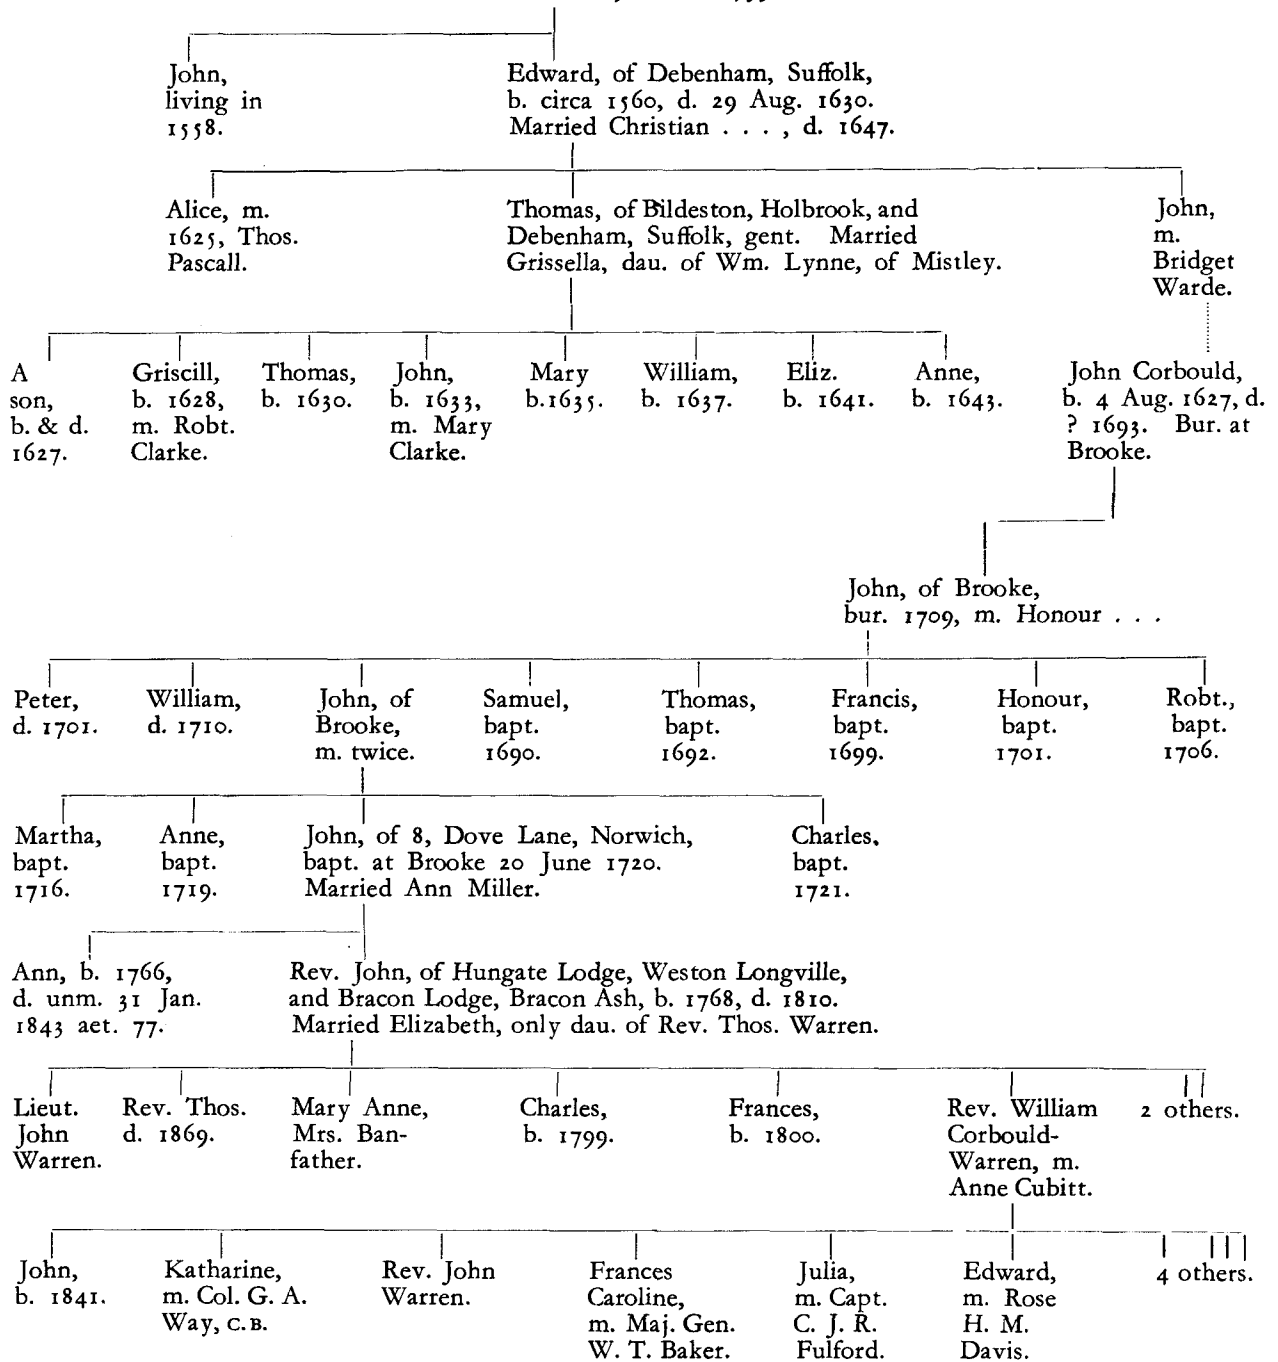 John,
living in
1558.
Edward, of Debenham, Suffolk,
b. circa 1560, d. 29 Aug. 1630.
Married Christian . . . , d. 1647.
Alice, m.
1625, Thos.
Pascall.
Thomas, of Bildeston, Holbrook, and
Debenham, Suffolk, gent. Married
Grissella, dau. of Wm. Lynne, of Mistley.
John,
m.
Bridget
Warde.
A
son,
b. & d.
1627.
Griscill,
b. 1628,
m. Robt.
Clarke.
Thomas,
b. 1630.
John,
b. 1633,
m. Mary
Clarke.
Mary
b.1635.
William,
b. 1637.
Eliz.
b. 1641.
Anne,
b. 1643.
John Corbould,
b. 4 Aug. 1627, d.
? 1693. Bur. at
Brooke.
John, of Brooke,
bur. 1709, m. Honour . . .
Peter,
d. 1701.
William,
d. 1710.
John, of
Brooke,
m. twice.
Samuel,
bapt.
1690.
Thomas,
bapt.
1692.
Francis,
bapt.
1699.
Honour,
bapt.
1701.
Robt.,
bapt.
1706.
Martha,
bapt.
1716.
Anne,
bapt.
1719.
John, of 8, Dove Lane, Norwich,
bapt. at Brooke 20 June 1720.
Married Ann Miller.
Charles,
bapt.
1721.
Ann, b. 1766,
d. unm. 31 Jan.
1843 aet. 77.
Rev. John, of Hungate Lodge, Weston Longville,
and Bracon Lodge, Bracon Ash, b. 1768, d. 1810.
Married Elizabeth, only dau. of Rev. Thos. Warren.
Lieut.
John
Warren.
Rev. Thos.
d. 1869.
Mary Anne,
Mrs. Ban-
father.
Charles,
b. 1799.
Frances,
b. 1800.
Rev. William
Corbould-
Warren, m.
Anne Cubitt.
2 others.
John,
b. 1841.
Katharine,
m. Col. G. A.
Way, C.B.
Rev. John
Warren.
Frances
Caroline,
m. Maj. Gen.
W. T. Baker.
Julia,
m. Capt.
C. J. R.
Fulford.
Edward,
m. Rose
H. M.
Davis.
4 others.